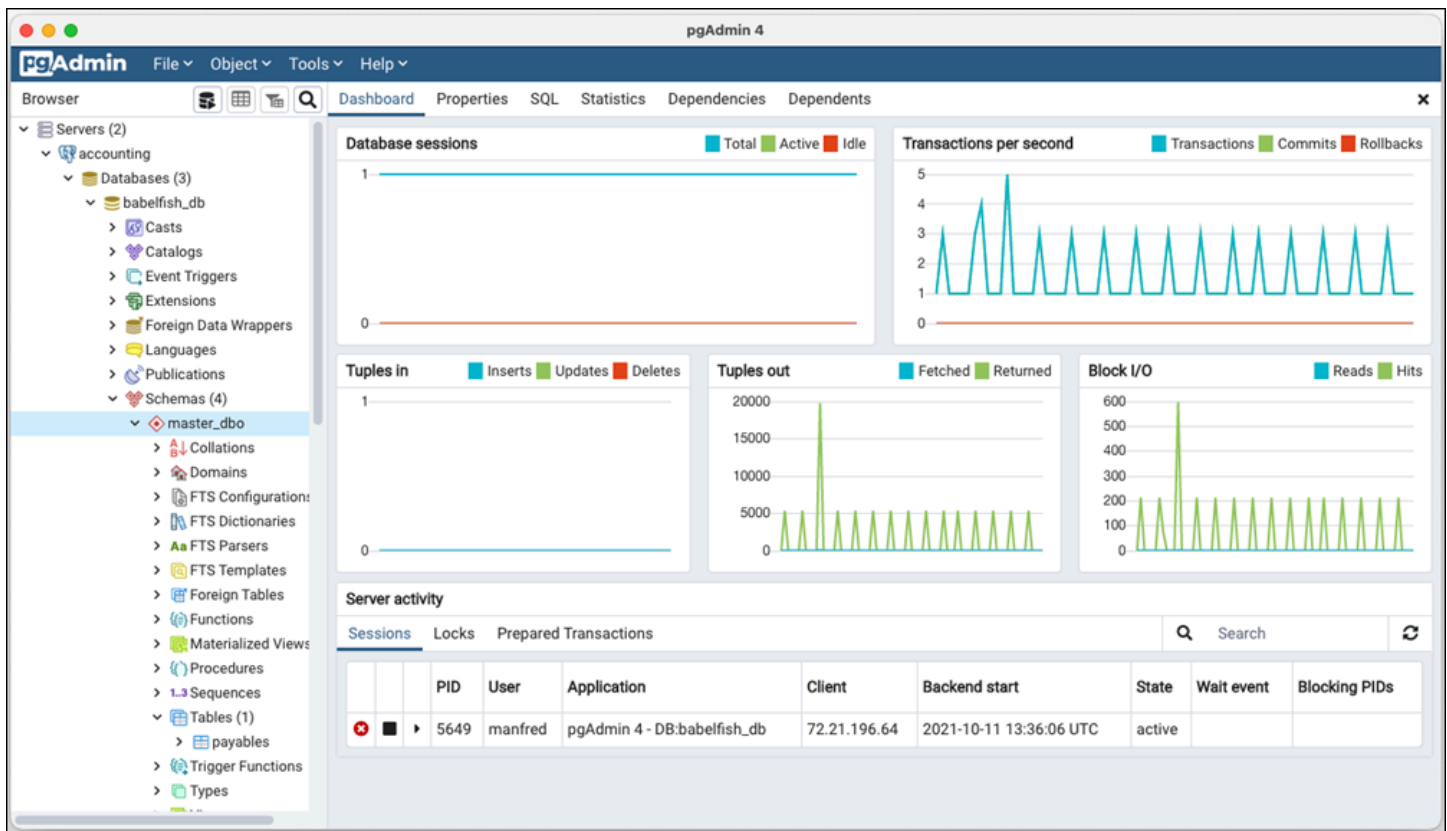 pgAdmin 4
pgAdmin File Object Tools Help
Browser
Dashboard Properties SQL Statistics Dependencies Dependents
Servers (2)
accounting
Databases (3)
babelfish_db
Casts
Catalogs
Event Triggers
Extensions
Foreign Data Wrappers
Languages
Publications
Schemas (4)
master_dbo
Collations
Domains
FTS Configurations
FTS Dictionaries
Aa FTS Parsers
FTS Templates
Foreign Tables
Functions
Materialized Views
Procedures
1..3 Sequences
Tables (1)
payables
Trigger Functions
Types
Database sessions Total Active Idle
1
0
Transactions per second Transactions Commits Rollbacks
5
4
3
2
1
0
Tuples in Inserts Updates Deletes
1
0
Tuples out Fetched Returned
20000
15000
10000
5000
0
Block I/O Reads Hits
600
500
400
300
200
100
0
Server activity
Sessions Locks Prepared Transactions Search
PID User Application Client Backend start State Wait event Blocking PIDs
5649 manfred pgAdmin 4 - DB:babelfish_db 72.21.196.64 2021-10-11 13:36:06 UTC active